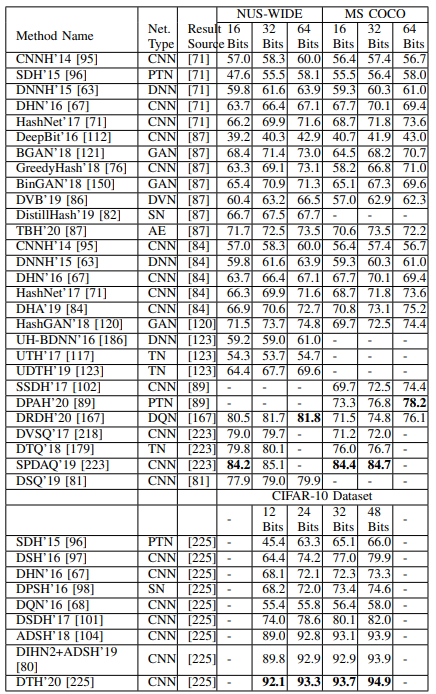 Method Name Net. Type Result Source NUS-WIDE MS COCO
16 Bits 32 Bits 64 Bits 16 Bits 32 Bits 64 Bits
CNNH'14 [95] CNN [71] 57.0 58.3 60.0 56.4 57.4 56.7
SDH'15 [96] PTN [71] 47.6 55.5 58.1 55.5 56.4 58.0
DNNH'15 [63] DNN [71] 59.8 61.6 63.9 59.3 60.3 61.0
DHN'16 [67] CNN [71] 63.7 66.4 67.1 67.7 70.1 69.4
HashNet'17 [71] CNN [71] 66.2 69.9 71.6 68.7 71.8 73.6
DeepBit'16 [112] CNN [87] 39.2 40.3 42.9 40.7 41.9 43.0
BGAN'18 [121] GAN [87] 68.4 71.4 73.0 64.5 68.2 70.7
GreedyHash'18 [76] CNN [87] 63.3 69.1 73.1 58.2 66.8 71.0
BinGAN'18 [150] GAN [87] 65.4 70.9 71.3 65.1 67.3 69.6
DVB'19 [86] DVN [87] 60.4 63.2 66.5 57.0 62.9 62.3
DistillHash'19 [82] SN [87] 66.7 67.5 67.7 - - -
TBH'20 [87] AE [87] 71.7 72.5 73.5 70.6 73.5 72.2
CNNH'14 [95] CNN [84] 57.0 58.3 60.0 56.4 57.4 56.7
DNNH'15 [63] DNN [84] 59.8 61.6 63.9 59.3 60.3 61.0
DHN'16 [67] CNN [84] 63.7 66.4 67.1 67.7 70.1 69.4
HashNet'17 [71] CNN [84] 66.3 69.9 71.6 68.7 71.8 73.6
DHA'19 [84] CNN [84] 66.9 70.6 72.7 70.8 73.1 75.2
HashGAN'18 [120] GAN [120] 71.5 73.7 74.8 69.7 72.5 74.4
UH-BDNN'16 [186] DNN [123] 59.2 59.0 61.0 - - -
UTH'17 [117] TN [123] 54.3 53.7 54.7 - - -
UDTH'19 [123] TN [123] 64.4 67.7 69.6 - - -
SSDH'17 [102] CNN [89] - - - 69.7 72.5 74.4
DPAH'20 [89] PTN [89] - - - 73.3 76.8 78.2
DRDH'20 [167] DQN [167] 80.5 81.7 81.8 71.5 74.8 76.1
DVSQ'17 [218] CNN [223] 79.0 79.7 - 71.2 72.0 -
DTQ'18 [179] TN [223] 79.8 80.1 - 76.0 76.7 -
SPDAQ'19 [223] CNN [223] 84.2 85.1 - 84.4 84.7 -
DSQ'19 [81] CNN [81] 77.9 79.0 79.9 - - -
CIFAR-10 Dataset
- 12 Bits 24 Bits 32 Bits 48 Bits -
SDH'15 [96] PTN [225] - 45.4 63.3 65.1 66.0 -
DSH'16 [97] CNN [225] - 64.4 74.2 77.0 79.9 -
DHN'16 [67] CNN [225] - 68.1 72.1 72.3 73.3 -
DPSH'16 [98] SN [225] - 68.2 72.0 73.4 74.6 -
DQN'16 [68] CNN [225] - 55.4 55.8 56.4 58.0 -
DSDH'17 [101] CNN [225] - 74.0 78.6 80.1 82.0 -
ADSH'18 [104] CNN [225] - 89.0 92.8 93.1 93.9 -
DIHN2+ADSH'19 [80] CNN [225] - 89.8 92.9 92.9 93.9 -
DTH'20 [225] CNN [225] - 92.1 93.3 93.7 94.9 -